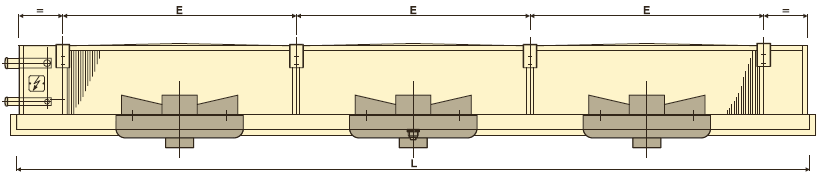 = E E E =
L